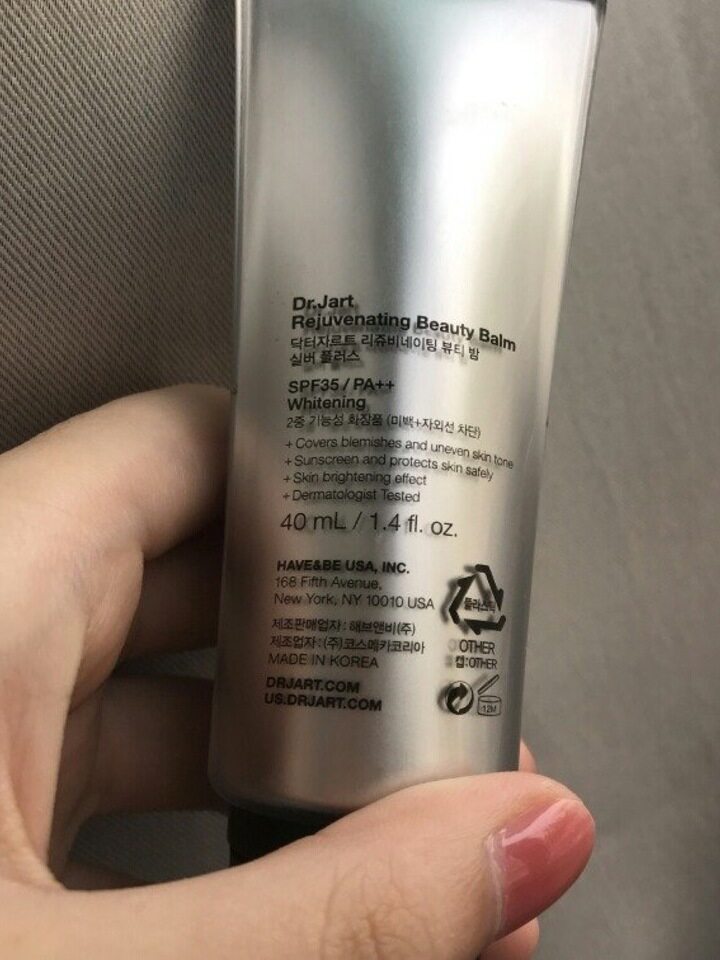 Dr.Jart
Rejuvenating Beauty Balm
닥터자르트 리쥬비네이팅 뷰티 밤
실버 플러스
SPF35 / PA++
Whitening
2중 기능성 화장품 (미백+자외선 차단)
+ Covers blemishes and uneven skin tone
+ Sunscreen and protects skin safely
+ Skin brightening effect
+ Dermatologist Tested
40 mL / 1.4 fl. oz.
HAVE&BE USA, INC.
168 Fifth Avenue,
New York, NY 10010 USA
제조판매업자 : 해브앤비(주)
제조업자 : (주)코스메카코리아
MADE IN KOREA
DRJART.COM
US.DRJART.COM
플라스틱
OTHER
캡:OTHER
12M